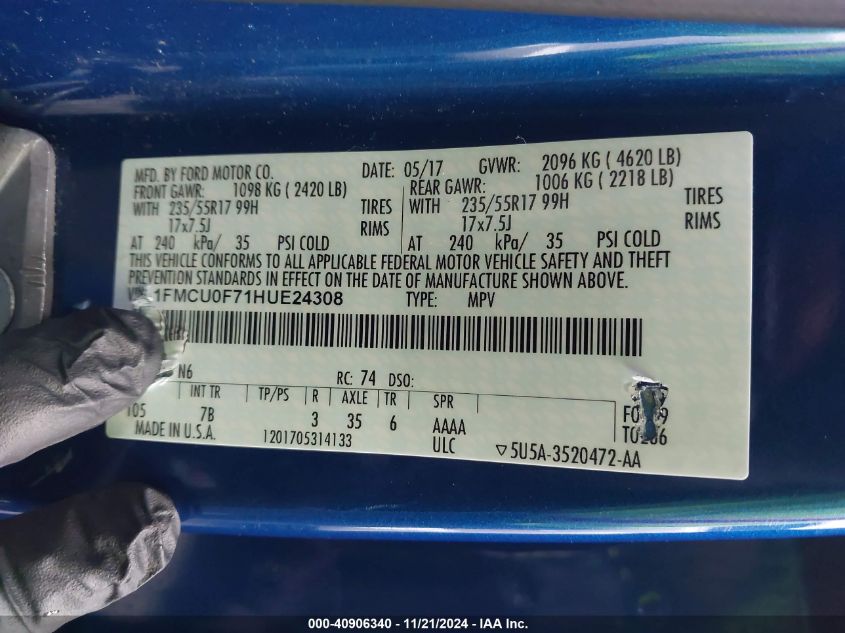 MFD. BY FORD MOTOR CO. DATE: 05/17 GVWR: 2096 KG ( 4620 LB)
FRONT GAWR: 1098 KG ( 2420 LB) REAR GAWR: 1006 KG ( 2218 LB)
WITH 235/55R17 99H TIRES WITH 235/55R17 99H TIRES
17x7.5J RIMS 17x7.5J RIMS
AT 240 kPa/ 35 PSI COLD AT 240 kPa/ 35 PSI COLD
THIS VEHICLE CONFORMS TO ALL APPLICABLE FEDERAL MOTOR VEHICLE SAFETY AND THEFT
PREVENTION STANDARDS IN EFFECT ON THE DATE OF MANUFACTURE SHOWN ABOVE.
VIN: 1FMCU0F71HUE24308 TYPE: MPV
N6 RC: 74 DSO:
INT TR TP/PS R AXLE TR SPR
105 7B 3 35 6 AAAA
MADE IN U.S.A. 1201705314133 ULC ▽5U5A-3520472-AA
000-40906340 - 11/21/2024 - IAA Inc.